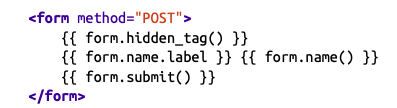 <form method="POST">
    {{ form.hidden_tag() }}
    {{ form.name.label }} {{ form.name() }}
    {{ form.submit() }}
</form>